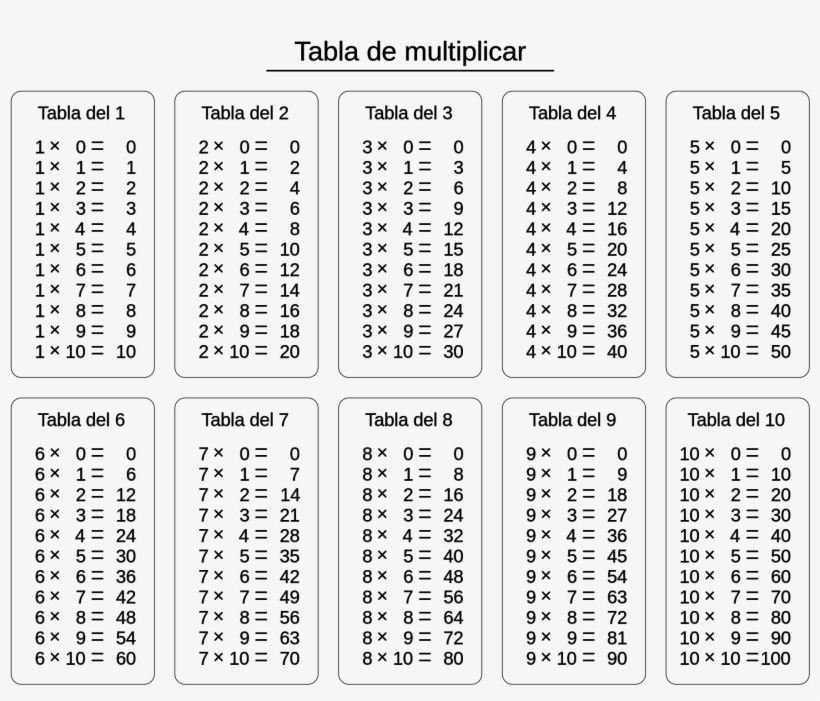 Tabla de multiplicar
Tabla del 1
1 × 0 = 0
1 × 1 = 1
1 × 2 = 2
1 × 3 = 3
1 × 4 = 4
1 × 5 = 5
1 × 6 = 6
1 × 7 = 7
1 × 8 = 8
1 × 9 = 9
1 × 10 = 10
Tabla del 2
2 × 0 = 0
2 × 1 = 2
2 × 2 = 4
2 × 3 = 6
2 × 4 = 8
2 × 5 = 10
2 × 6 = 12
2 × 7 = 14
2 × 8 = 16
2 × 9 = 18
2 × 10 = 20
Tabla del 3
3 × 0 = 0
3 × 1 = 3
3 × 2 = 6
3 × 3 = 9
3 × 4 = 12
3 × 5 = 15
3 × 6 = 18
3 × 7 = 21
3 × 8 = 24
3 × 9 = 27
3 × 10 = 30
Tabla del 4
4 × 0 = 0
4 × 1 = 4
4 × 2 = 8
4 × 3 = 12
4 × 4 = 16
4 × 5 = 20
4 × 6 = 24
4 × 7 = 28
4 × 8 = 32
4 × 9 = 36
4 × 10 = 40
Tabla del 5
5 × 0 = 0
5 × 1 = 5
5 × 2 = 10
5 × 3 = 15
5 × 4 = 20
5 × 5 = 25
5 × 6 = 30
5 × 7 = 35
5 × 8 = 40
5 × 9 = 45
5 × 10 = 50
Tabla del 6
6 × 0 = 0
6 × 1 = 6
6 × 2 = 12
6 × 3 = 18
6 × 4 = 24
6 × 5 = 30
6 × 6 = 36
6 × 7 = 42
6 × 8 = 48
6 × 9 = 54
6 × 10 = 60
Tabla del 7
7 × 0 = 0
7 × 1 = 7
7 × 2 = 14
7 × 3 = 21
7 × 4 = 28
7 × 5 = 35
7 × 6 = 42
7 × 7 = 49
7 × 8 = 56
7 × 9 = 63
7 × 10 = 70
Tabla del 8
8 × 0 = 0
8 × 1 = 8
8 × 2 = 16
8 × 3 = 24
8 × 4 = 32
8 × 5 = 40
8 × 6 = 48
8 × 7 = 56
8 × 8 = 64
8 × 9 = 72
8 × 10 = 80
Tabla del 9
9 × 0 = 0
9 × 1 = 9
9 × 2 = 18
9 × 3 = 27
9 × 4 = 36
9 × 5 = 45
9 × 6 = 54
9 × 7 = 63
9 × 8 = 72
9 × 9 = 81
9 × 10 = 90
Tabla del 10
10 × 0 = 0
10 × 1 = 10
10 × 2 = 20
10 × 3 = 30
10 × 4 = 40
10 × 5 = 50
10 × 6 = 60
10 × 7 = 70
10 × 8 = 80
10 × 9 = 90
10 × 10 =100